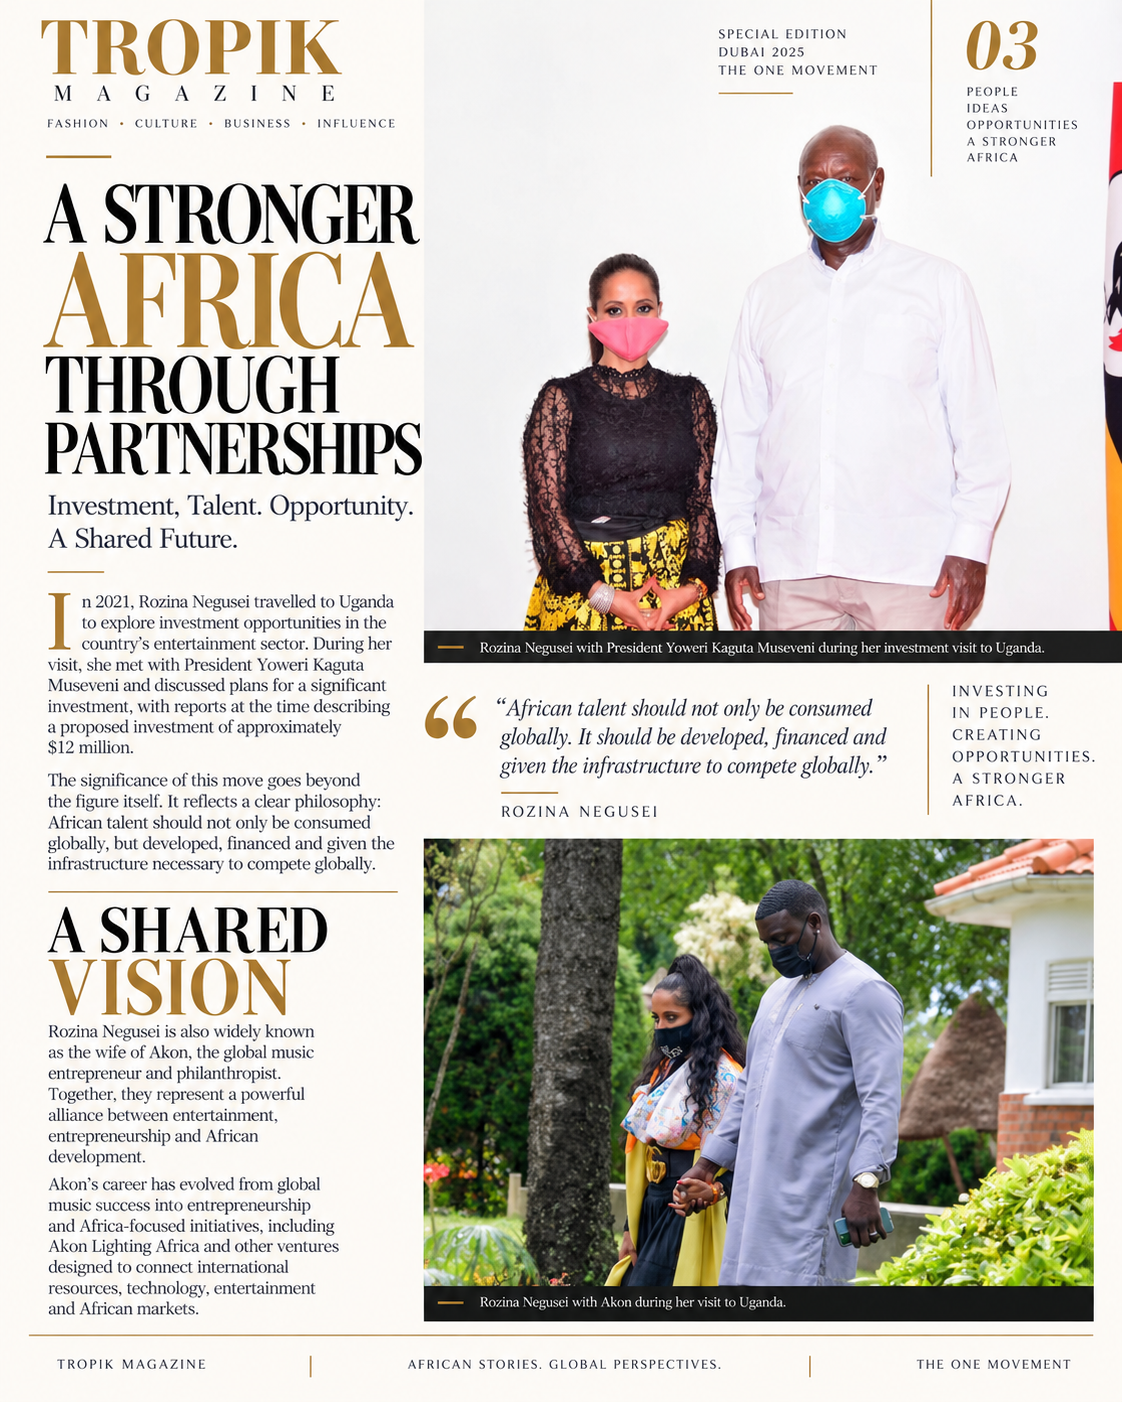 TROPIK
MAGAZINE
FASHION • CULTURE • BUSINESS • INFLUENCE
A STRONGER
AFRICA
THROUGH
PARTNERSHIPS
Investment, Talent. Opportunity.
A Shared Future.
In 2021, Rozina Negusei travelled to Uganda
to explore investment opportunities in the
country's entertainment sector. During her
visit, she met with President Yoweri Kaguta
Museveni and discussed plans for a significant
investment, with reports at the time describing
a proposed investment of approximately
$12 million.
The significance of this move goes beyond
the figure itself. It reflects a clear philosophy:
African talent should not only be consumed
globally, but developed, financed and given the
infrastructure necessary to compete globally.
A SHARED
VISION
Rozina Negusei is also widely known
as the wife of Akon, the global music
entrepreneur and philanthropist.
Together, they represent a powerful
alliance between entertainment,
entrepreneurship and African
development.
Akon's career has evolved from global
music success into entrepreneurship
and Africa-focused initiatives, including
Akon Lighting Africa and other ventures
designed to connect international
resources, technology, entertainment
and African markets.
SPECIAL EDITION
DUBAI 2025
THE ONE MOVEMENT
03
PEOPLE
IDEAS
OPPORTUNITIES
A STRONGER
AFRICA
Rozina Negusei with President Yoweri Kaguta Museveni during her investment visit to Uganda.
“African talent should not only be consumed
globally. It should be developed, financed and
given the infrastructure to compete globally.”
ROZINA NEGUSEI
INVESTING
IN PEOPLE.
CREATING
OPPORTUNITIES.
A STRONGER
AFRICA.
Rozina Negusei with Akon during her visit to Uganda.
TROPIK MAGAZINE
AFRICAN STORIES. GLOBAL PERSPECTIVES.
THE ONE MOVEMENT